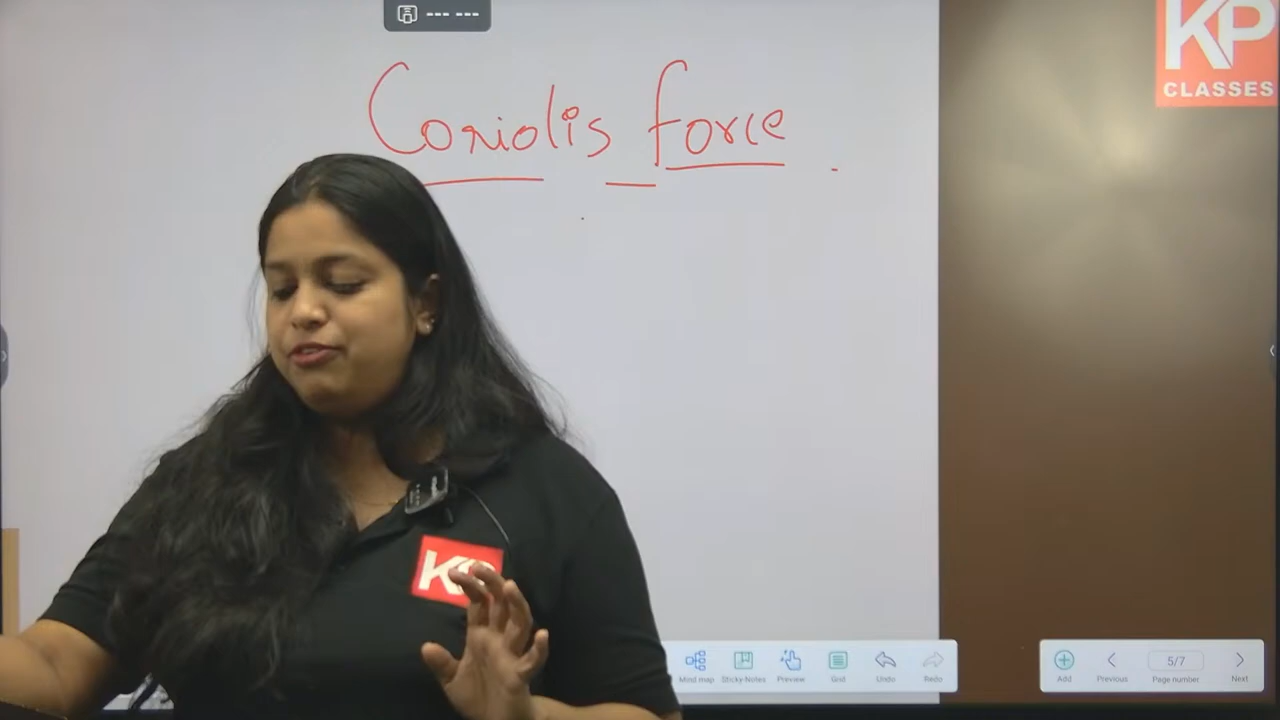 --- ---
KP
CLASSES
Coriolis force
KP
Mind map Sticky-Notes Preview Grid Undo Redo
Add Previous 5/7 Page number Next